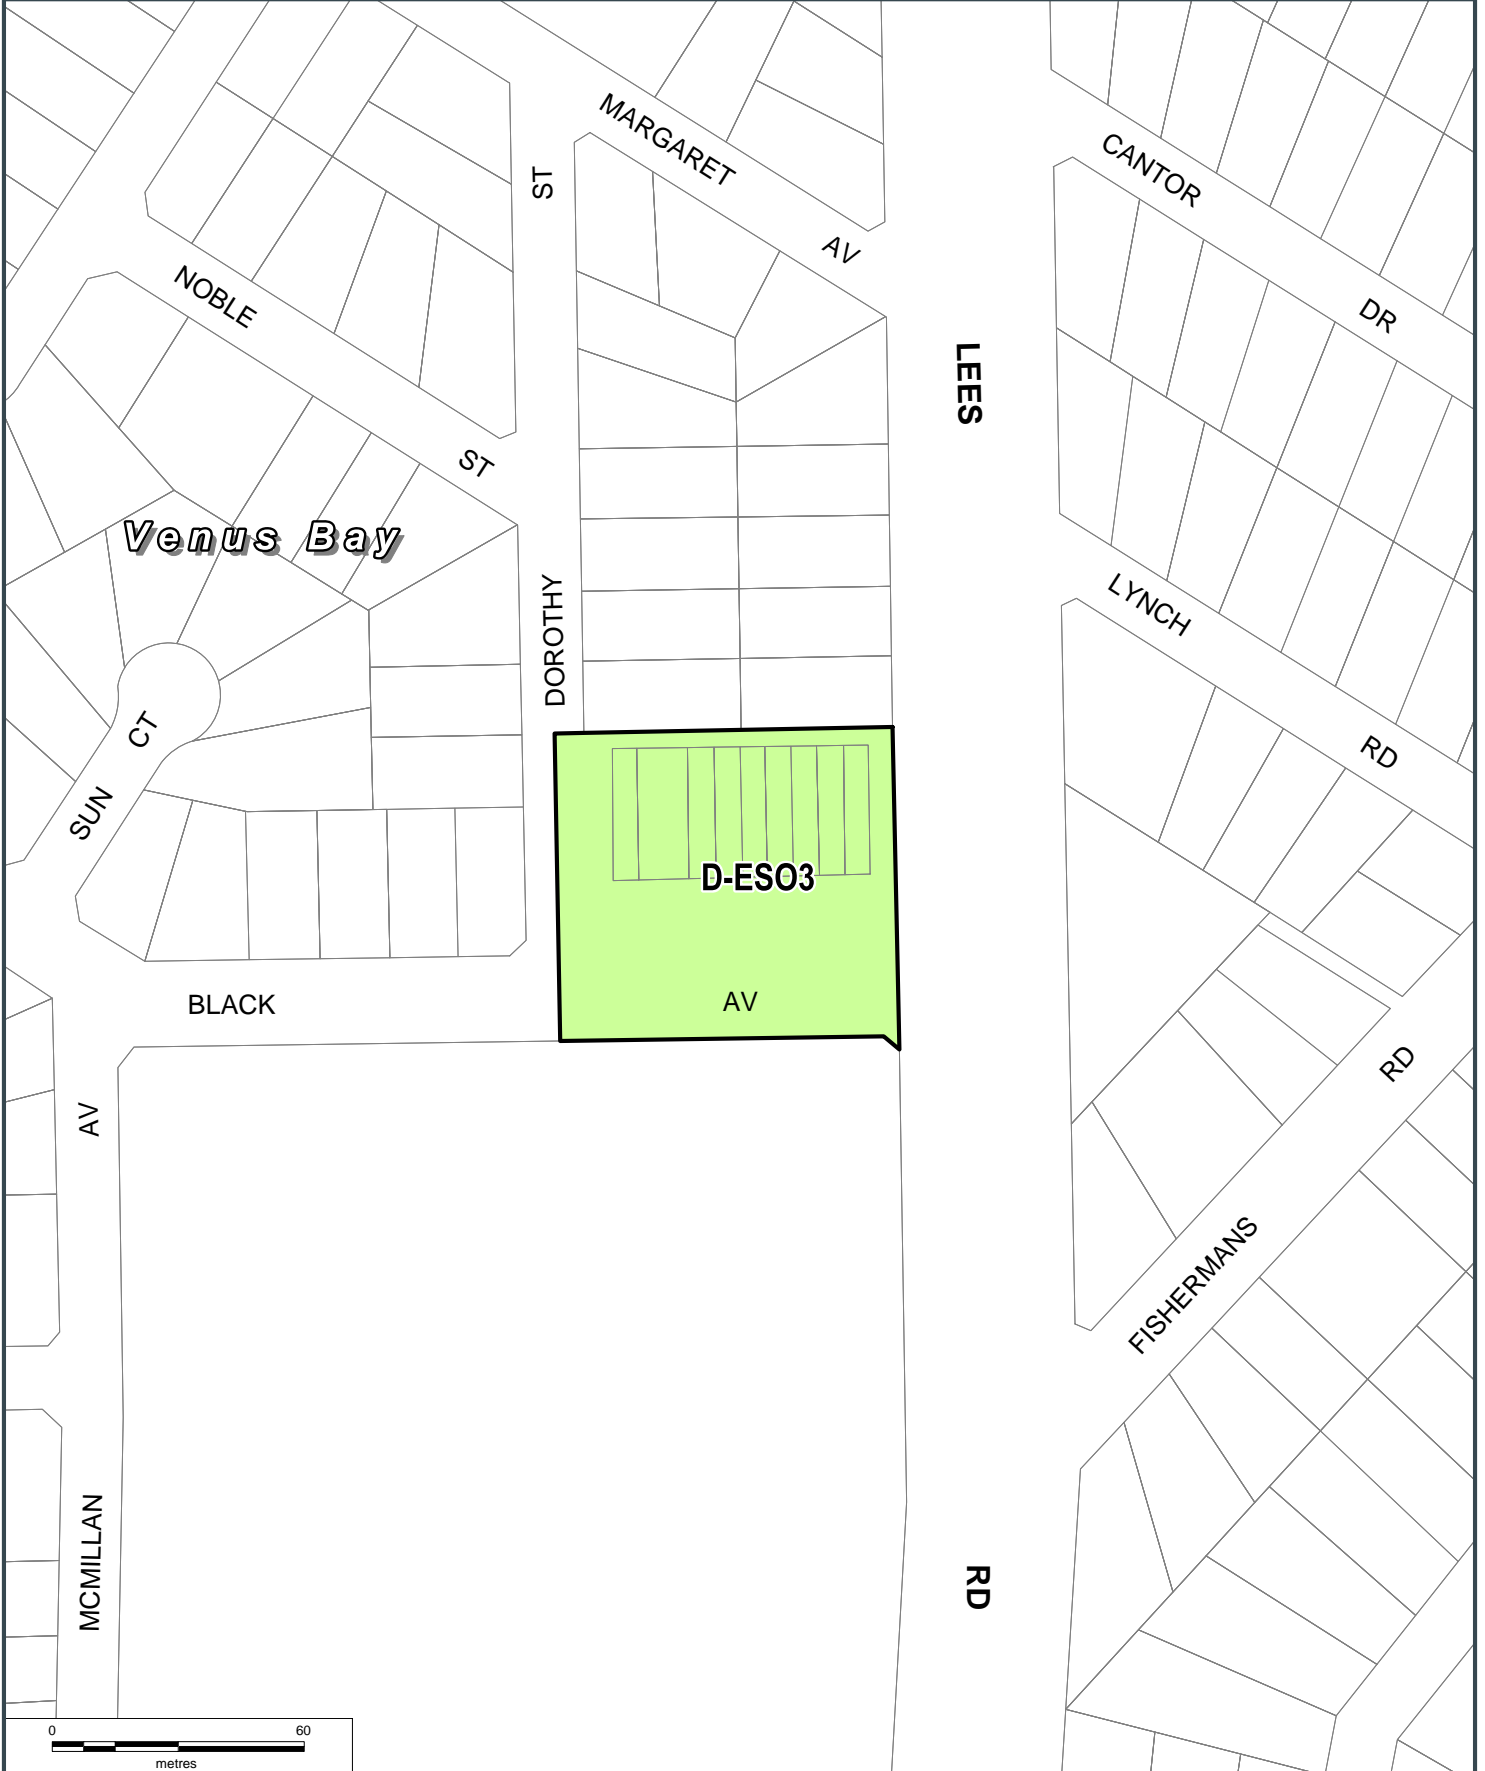 MARGARET
AV
CANTOR
DR
ST
NOBLE
ST
LEES
Venus Bay
DOROTHY
LYNCH
RD
SUN
CT
D-ESO3
BLACK
AV
AV
RD
FISHERMANS
MCMILLAN
RD
0 60
metres